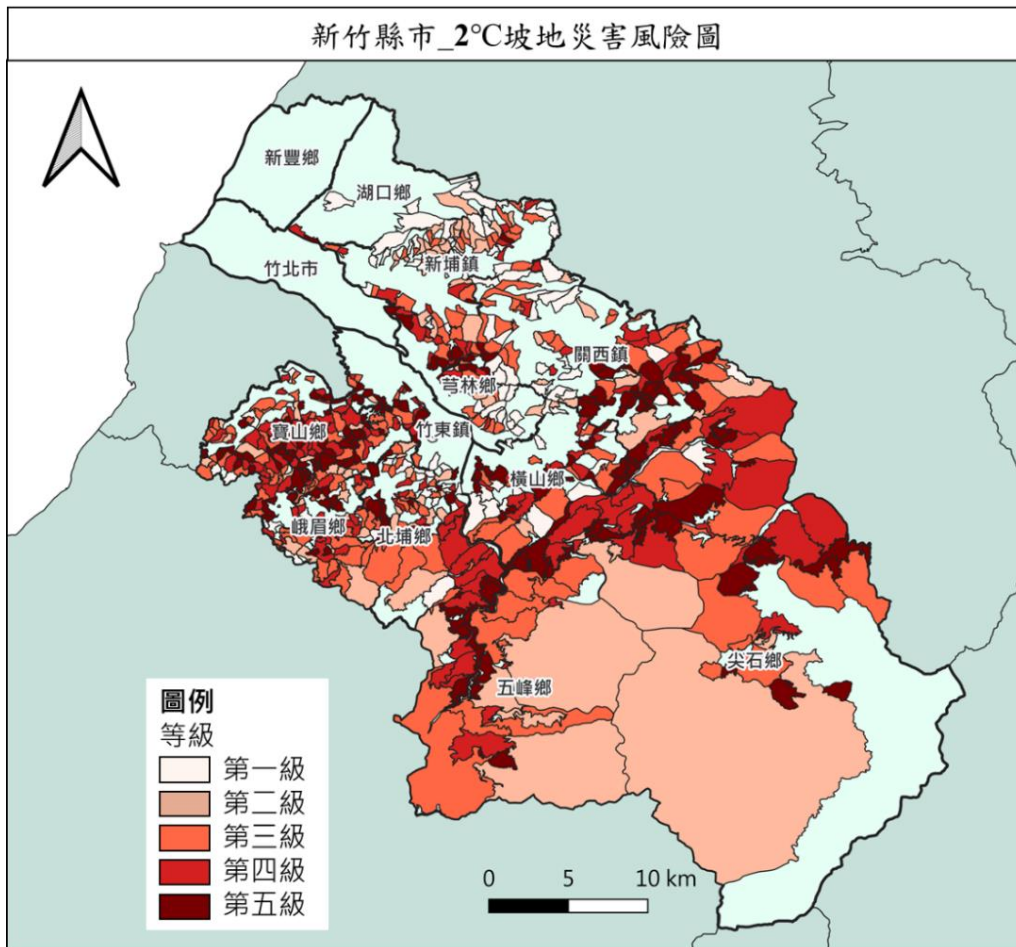 新竹縣市_2°C坡地災害風險圖
新豐鄉
湖口鄉
竹北市
新埔鎮
關西鎮
芎林鄉
寶山鄉
竹東鎮
橫山鄉
峨眉鄉
北埔鄉
尖石鄉
五峰鄉
圖例
等級
第一級
第二級
第三級
第四級
第五級
0 5 10 km